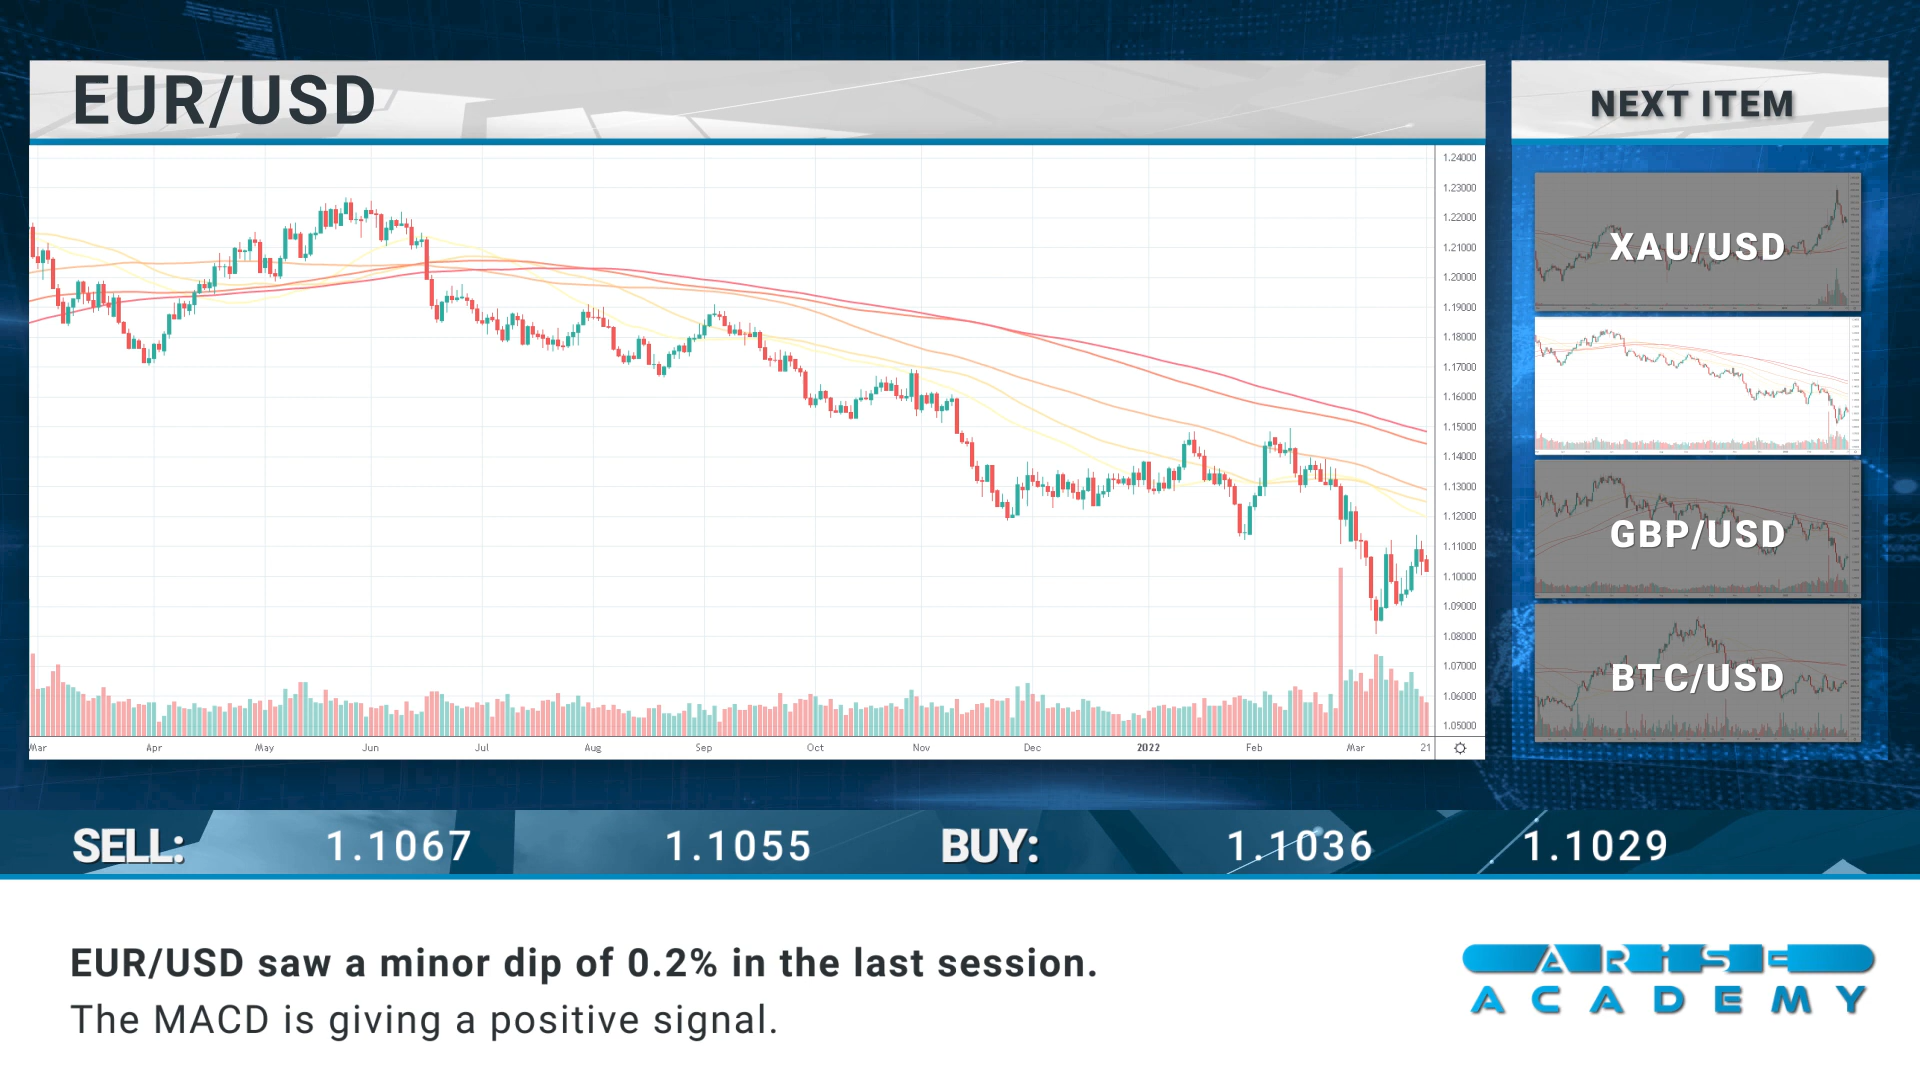 EUR/USD
NEXT ITEM
1.24000
1.23000
1.22000
1.21000
1.20000
1.19000
1.18000
1.17000
1.16000
1.15000
1.14000
1.13000
1.12000
1.11000
1.10000
1.09000
1.08000
1.07000
1.06000
1.05000
Mar Apr May Jun Jul Aug Sep Oct Nov Dec 2022 Feb Mar 21
XAU/USD
GBP/USD
BTC/USD
SELL: 1.1067 1.1055 BUY: 1.1036 1.1029
EUR/USD saw a minor dip of 0.2% in the last session.
The MACD is giving a positive signal.
ARISE
ACADEMY